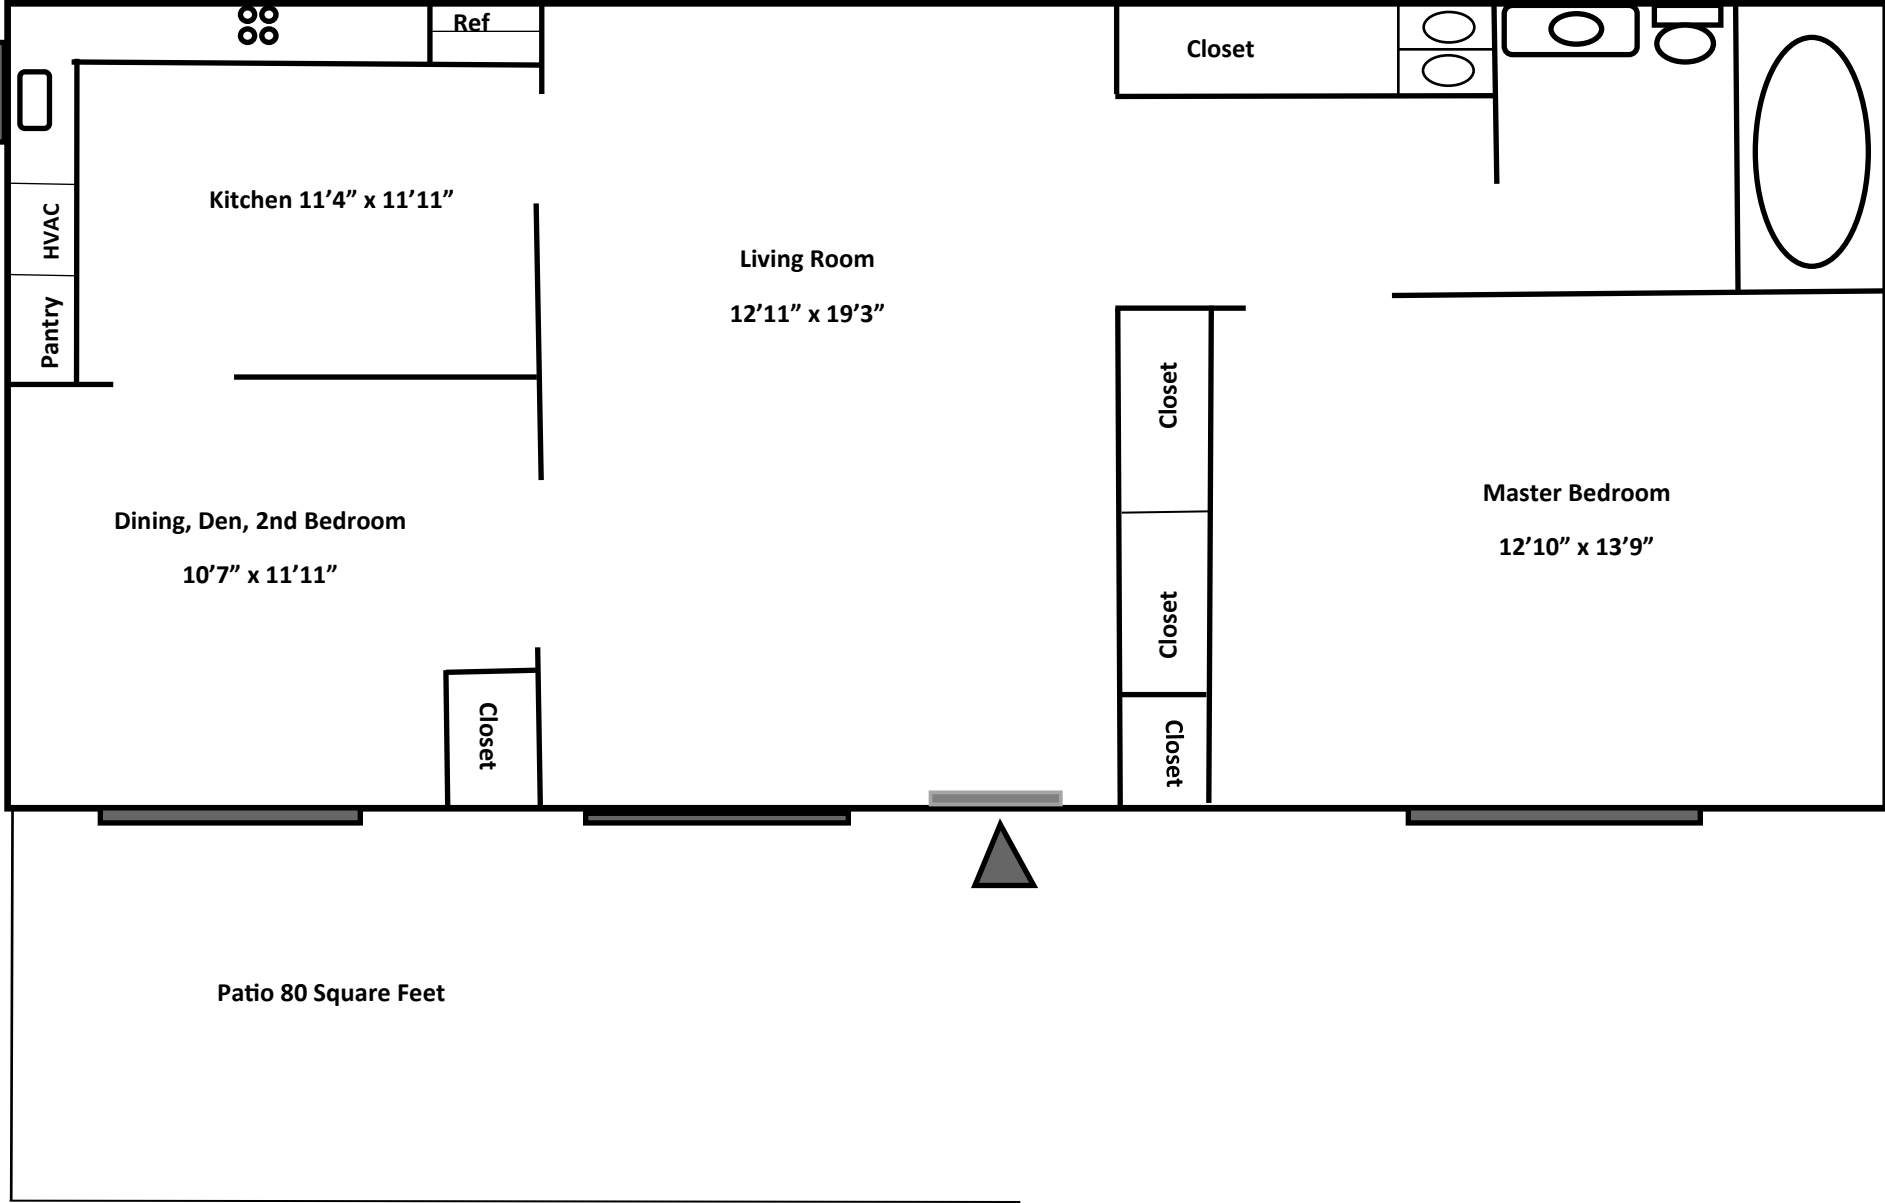 Ref
Closet
Kitchen 11’4” x 11’11”
HVAC
Pantry
Living Room
12’11” x 19’3”
Closet
Dining, Den, 2nd Bedroom
10’7” x 11’11”
Master Bedroom
12’10” x 13’9”
Closet
Closet
Closet
Patio 80 Square Feet